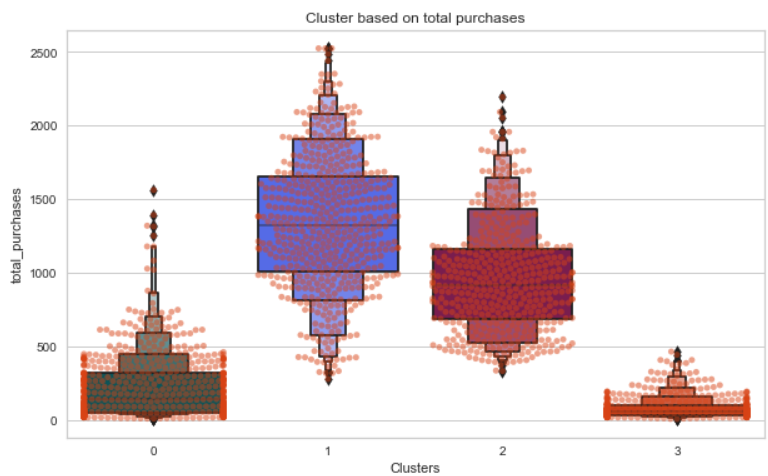 Cluster based on total purchases
2500
2000
1500
1000
500
0
total_purchases
0 1 2 3
Clusters